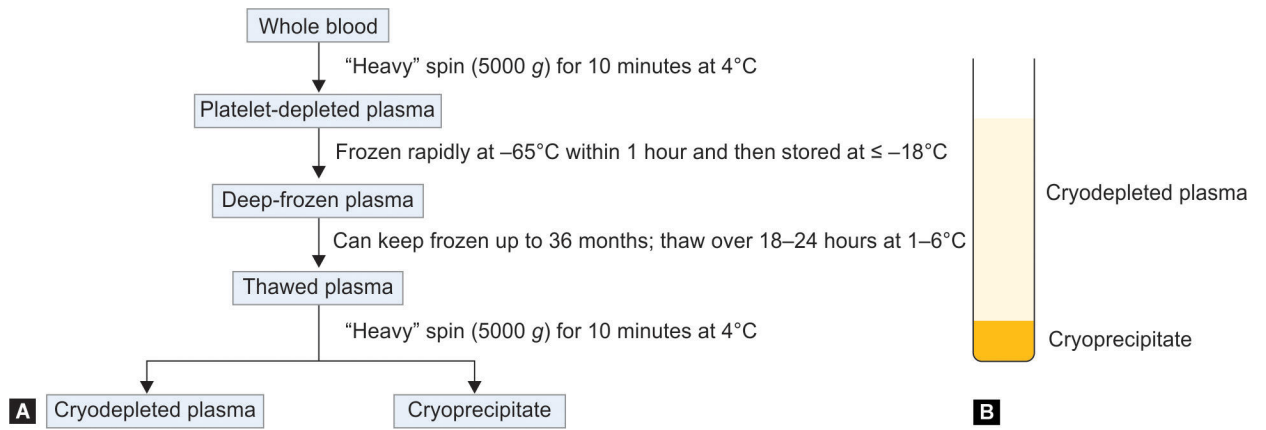 Whole blood
“Heavy” spin (5000 g) for 10 minutes at 4°C
Platelet-depleted plasma
Frozen rapidly at –65°C within 1 hour and then stored at ≤ –18°C
Deep-frozen plasma
Can keep frozen up to 36 months; thaw over 18–24 hours at 1–6°C
Thawed plasma
“Heavy” spin (5000 g) for 10 minutes at 4°C
A
Cryodepleted plasma
Cryoprecipitate
Cryodepleted plasma
Cryoprecipitate
B